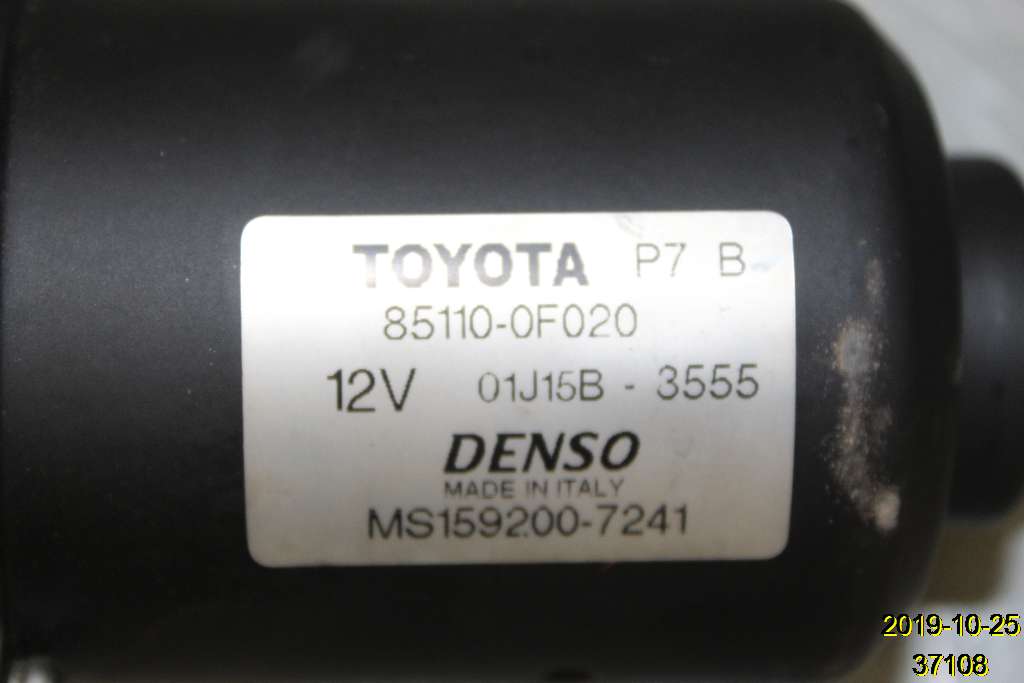 TOYOTA P7 B
85110-0F020
12V 01J15B - 3555
DENSO
MADE IN ITALY
MS159200-7241
2019-10-25
37108